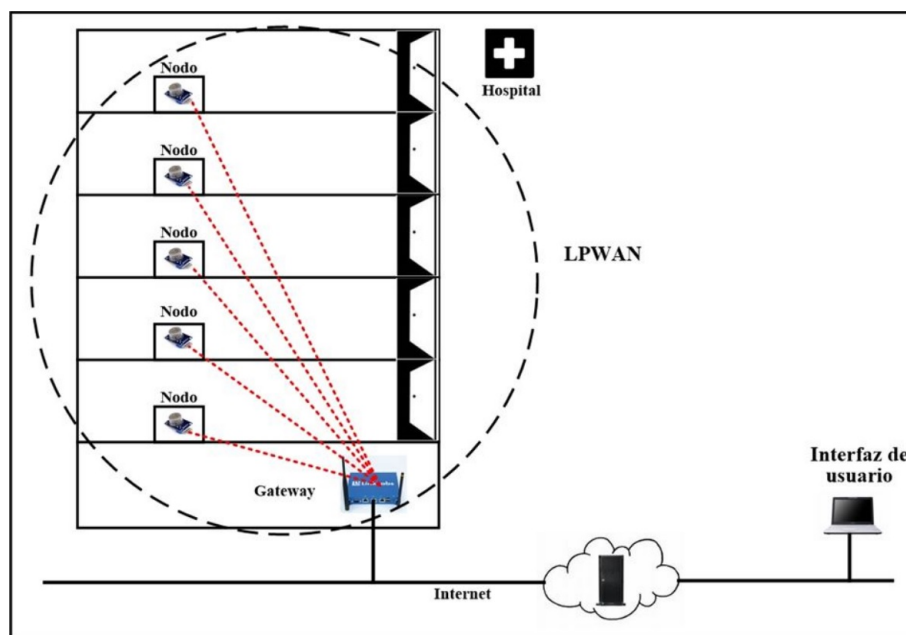 Nodo
Hospital
Nodo
Nodo
LPWAN
Nodo
Nodo
Gateway
Interfaz de
usuario
Internet